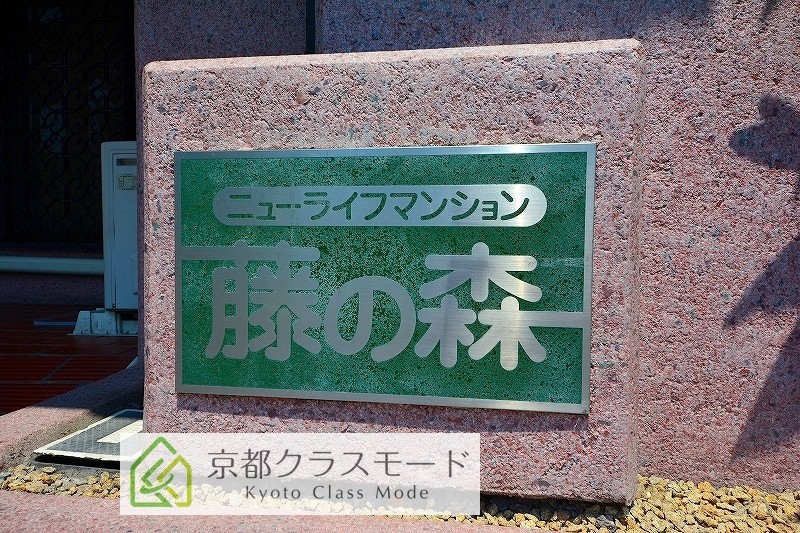 ニューライフマンション
藤の森
京都クラスモード
Kyoto Class Mode